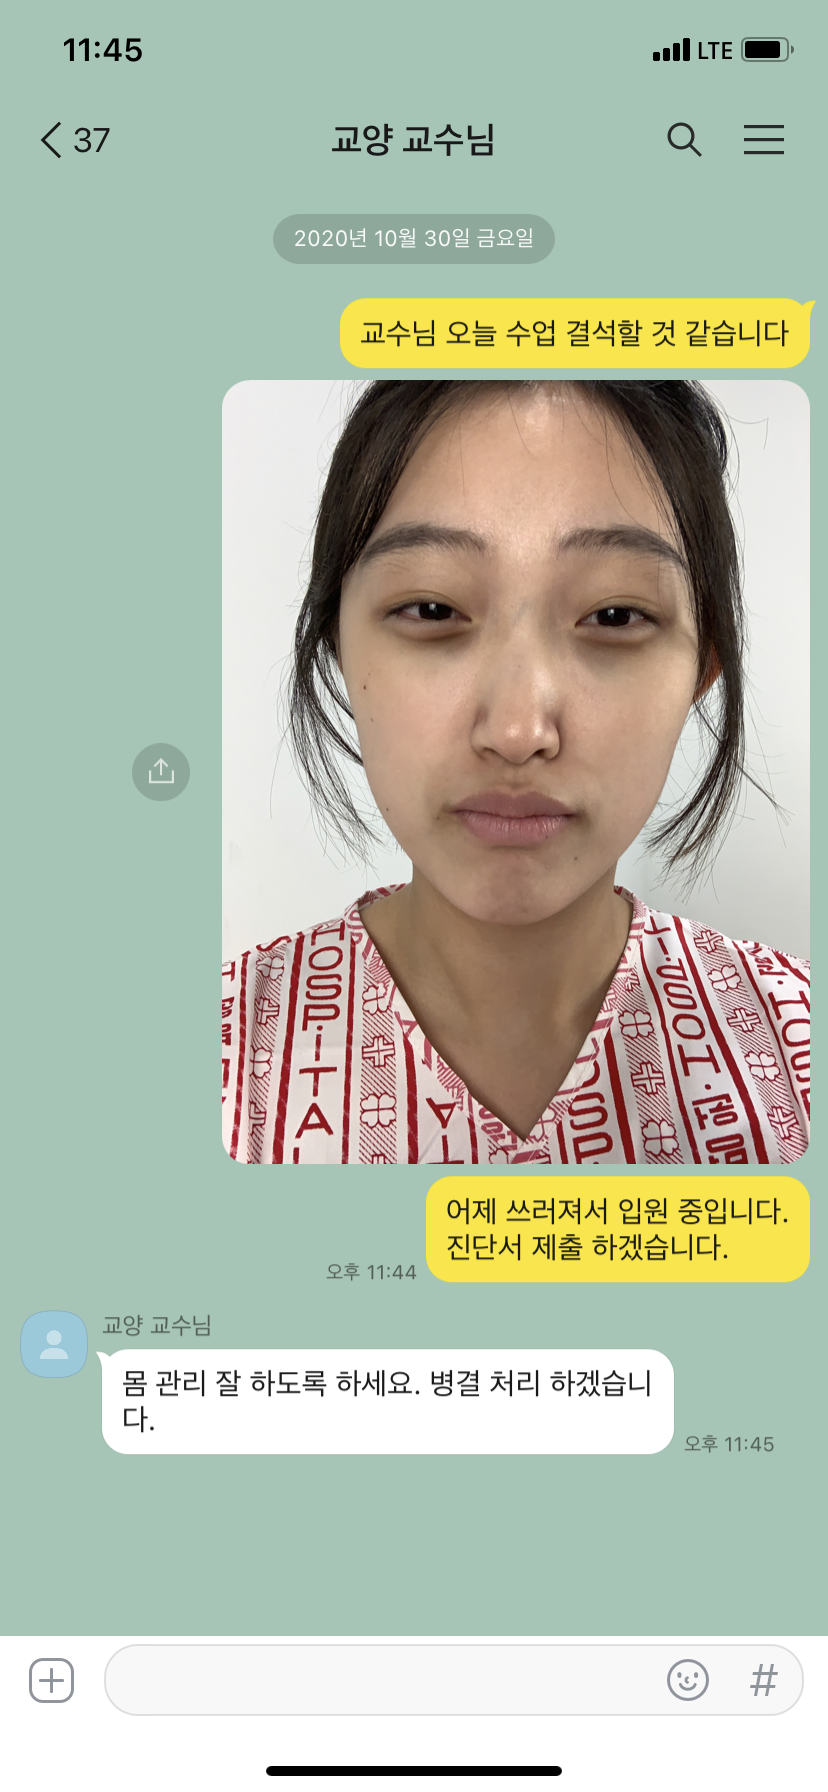 11:45
LTE
37
교양 교수님
2020년 10월 30일 금요일
교수님 오늘 수업 결석할 것 같습니다
HOSPITAL
HOSPI
어제 쓰러져서 입원 중입니다.
진단서 제출 하겠습니다.
오후 11:44
교양 교수님
몸 관리 잘 하도록 하세요. 병결 처리 하겠습니
다.
오후 11:45
#